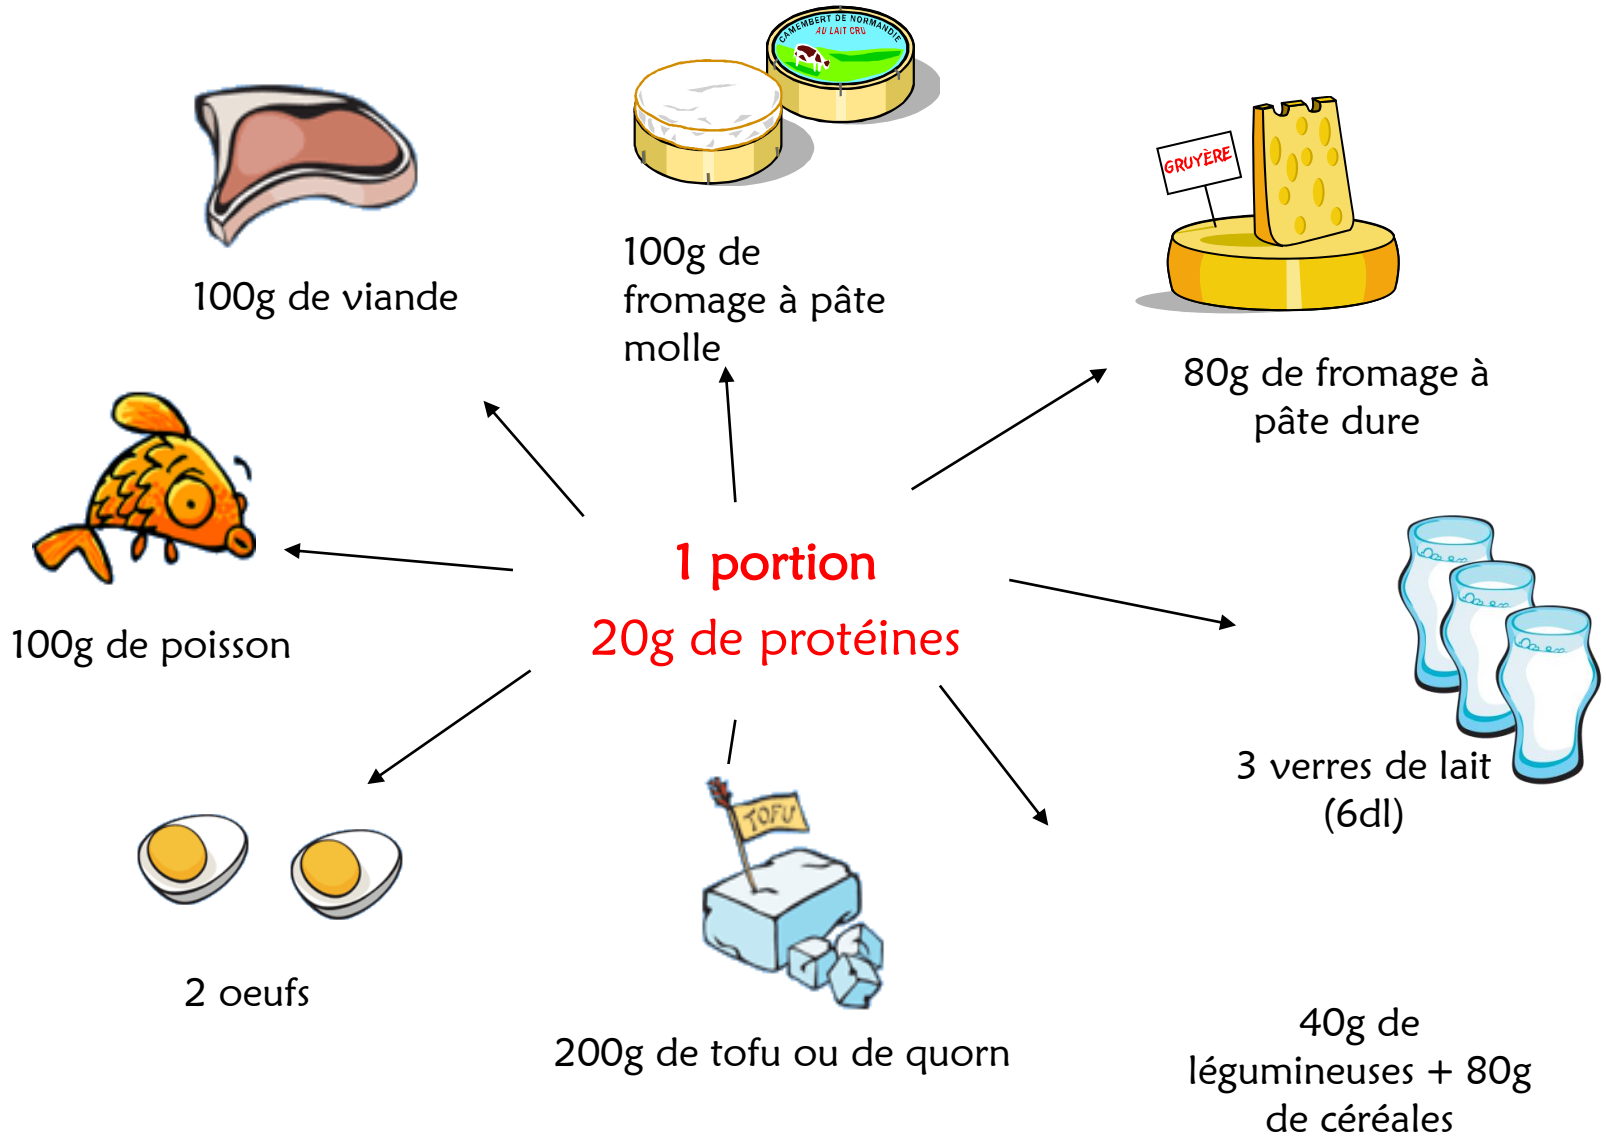 CAMEMBERT DE NORMANDIE
AU LAIT CRU
GRUYÈRE
100g de viande
100g de
fromage à pâte
molle
80g de fromage à
pâte dure
1 portion
20g de protéines
100g de poisson
3 verres de lait
(6dl)
TOFU
2 oeufs
200g de tofu ou de quorn
40g de
légumineuses + 80g
de céréales